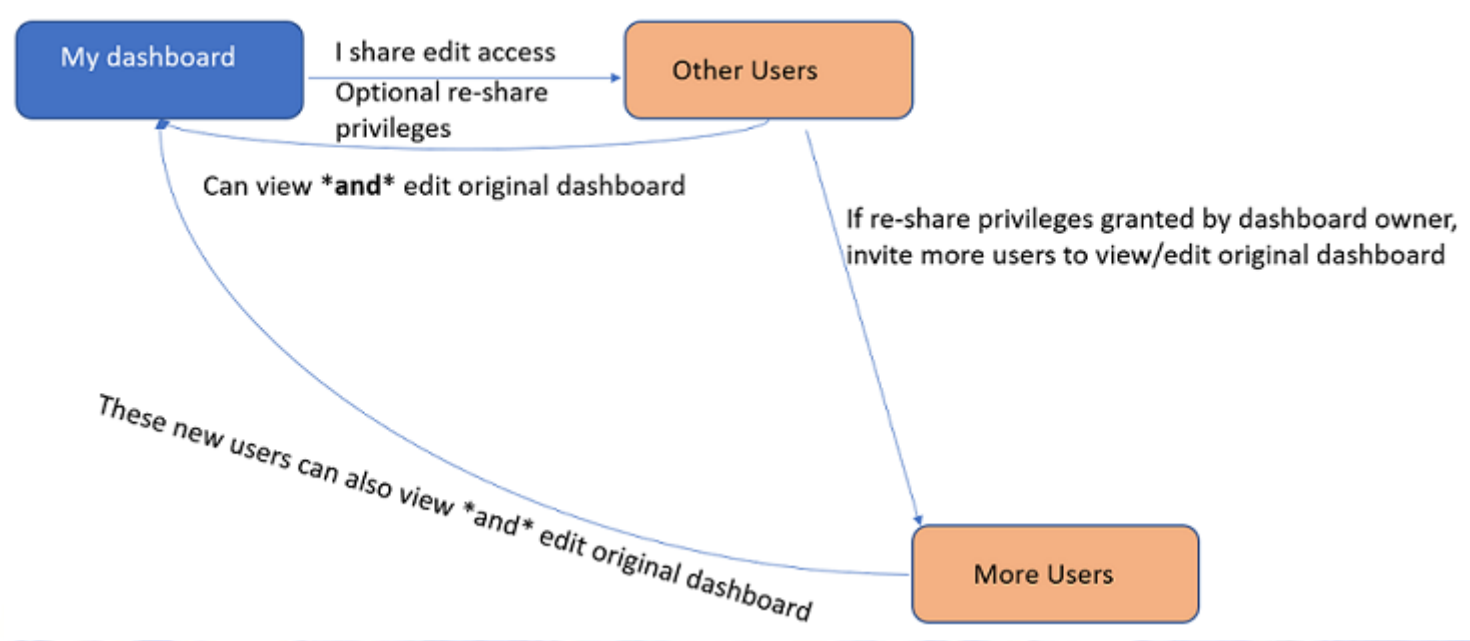 My dashboard
I share edit access
Optional re-share
privileges
Other Users
Can view *and* edit original dashboard
If re-share privileges granted by dashboard owner,
invite more users to view/edit original dashboard
These new users can also view *and* edit original dashboard
More Users